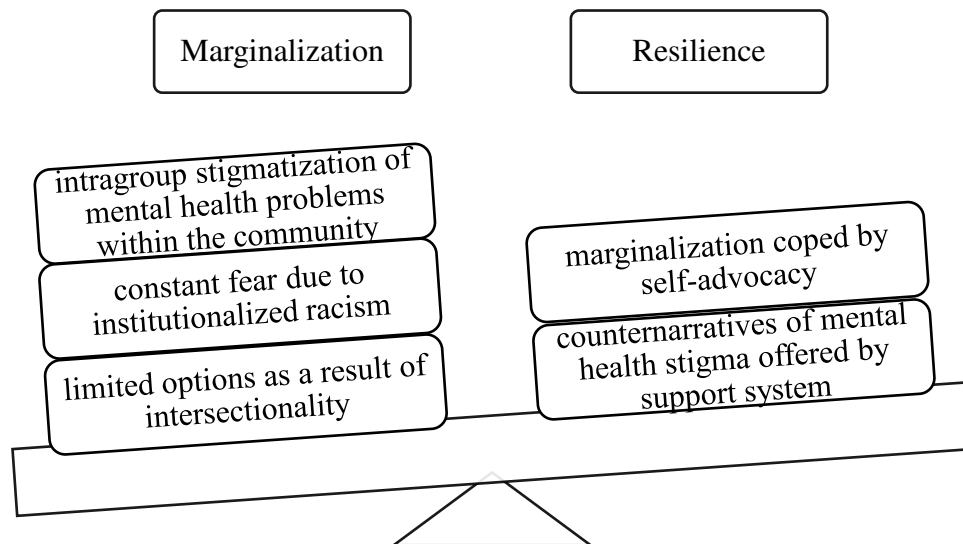 Marginalization
Resilience
intragroup stigmatization of
mental health problems
within the community
constant fear due to
institutionalized racism
limited options as a result of
intersectionality
marginalization coped by
self-advocacy
counternarratives of mental
health stigma offered by
support system